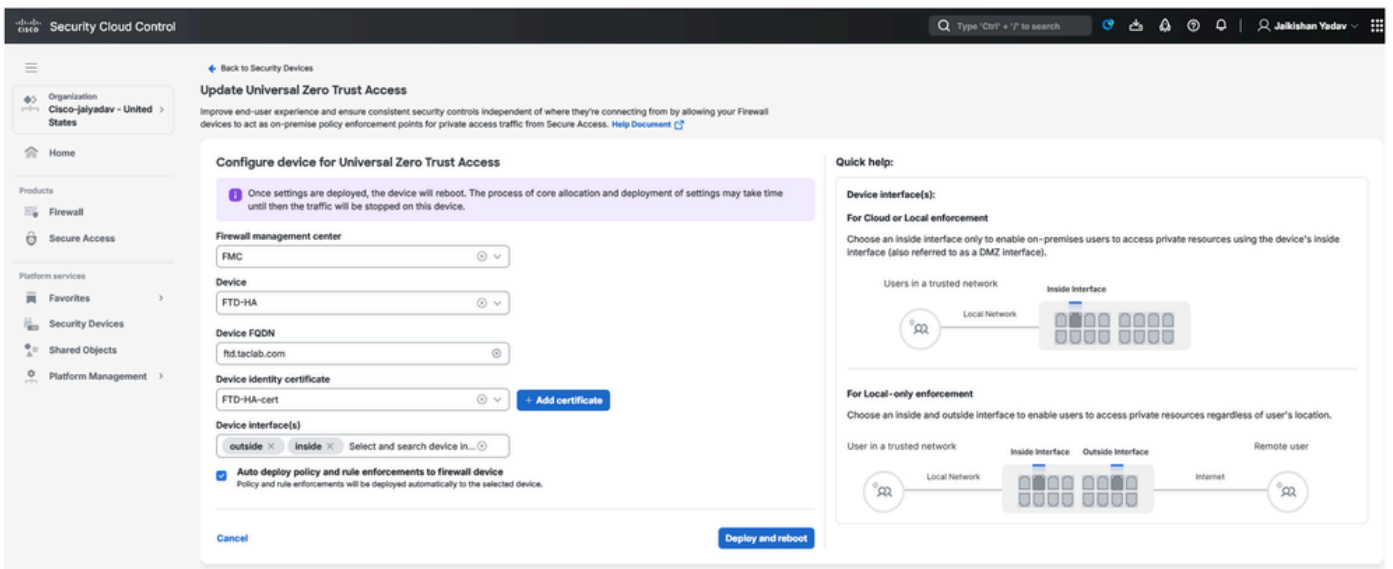 cisco Security Cloud Control
Type 'Ctrl' + '/' to search
Jaikishan Yadav
Organization
Cisco-jaiyadav - United
States
Home
Products
Firewall
Secure Access
Platform services
Favorites
Security Devices
Shared Objects
Platform Management
Back to Security Devices
Update Universal Zero Trust Access
Improve end-user experience and ensure consistent security controls independent of where they're connecting from by allowing your Firewall
devices to act as on-premise policy enforcement points for private access traffic from Secure Access. Help Document
Configure device for Universal Zero Trust Access
Once settings are deployed, the device will reboot. The process of core allocation and deployment of settings may take time
until then the traffic will be stopped on this device.
Firewall management center
FMC
Device
FTD-HA
Device FQDN
ftd.taclab.com
Device identity certificate
FTD-HA-cert
+ Add certificate
Device interface(s)
outside × inside × Select and search device in...
Auto deploy policy and rule enforcements to firewall device
Policy and rule enforcements will be deployed automatically to the selected device.
Cancel
Deploy and reboot
Quick help:
Device interface(s):
For Cloud or Local enforcement
Choose an inside interface only to enable on-premises users to access private resources using the device's inside
interface (also referred to as a DMZ interface).
Users in a trusted network
Inside Interface
Local Network
For Local-only enforcement
Choose an inside and outside interface to enable users to access private resources regardless of user's location.
User in a trusted network
Inside Interface Outside Interface
Remote user
Local Network
Internet